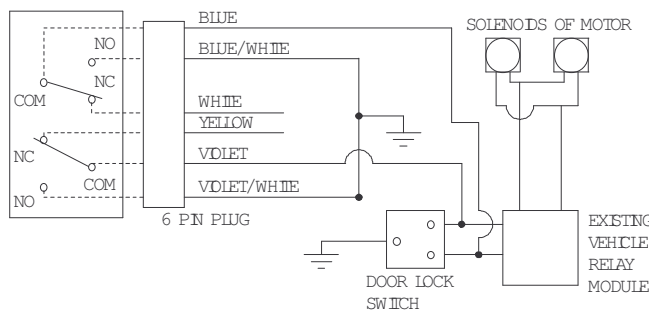 BLUE
SOLENOIDS OF MOTOR
NO
BLUE/WHITE
NC
COM
WHITE
YELLOW
NC
VIOLET
COM
NO
VIOLET/WHITE
6 PIN PLUG
EXISTING
VEHICLE
RELAY
MODULE
DOOR LOCK
SWITCH